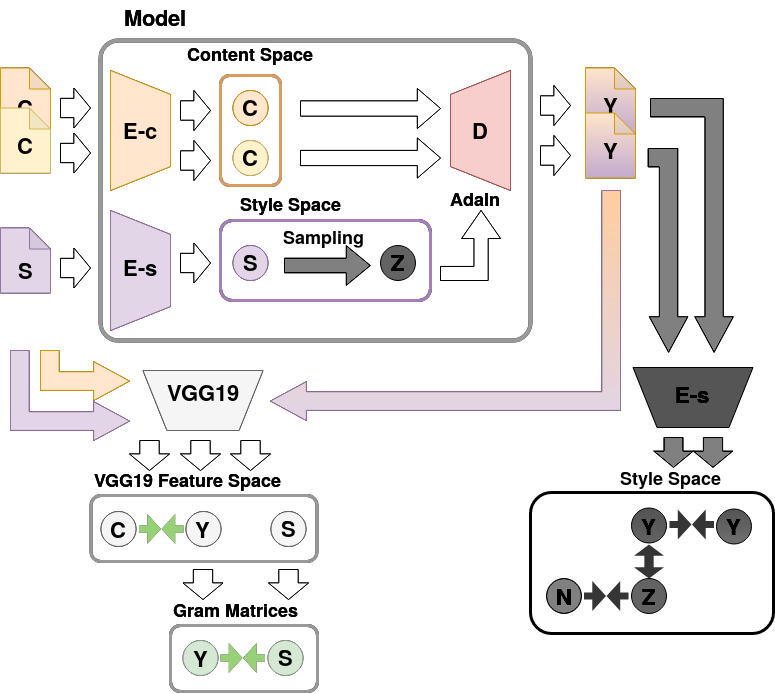 Model
Content Space
C
C
E-c
C
C
D
Y
Y
Style Space
AdaIn
S
E-s
S
Sampling
Z
VGG19
E-s
VGG19 Feature Space
Style Space
C
Y
S
Y
Y
N
Z
Gram Matrices
Y
S